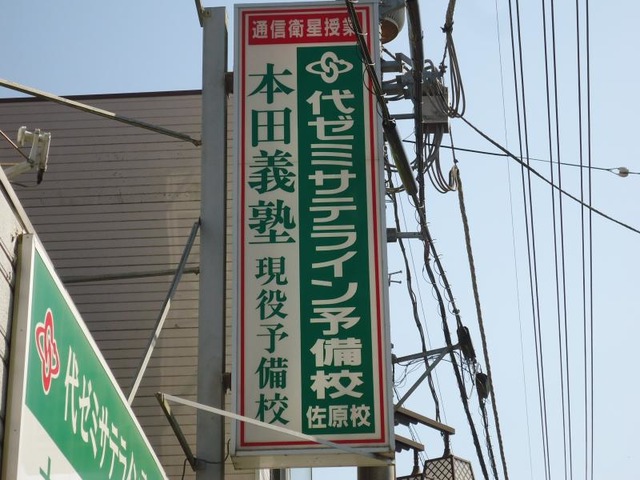 通信衛星授業
代ゼミサテライン予備校
佐原校
本田義塾
現役予備校
代ゼミサテライン